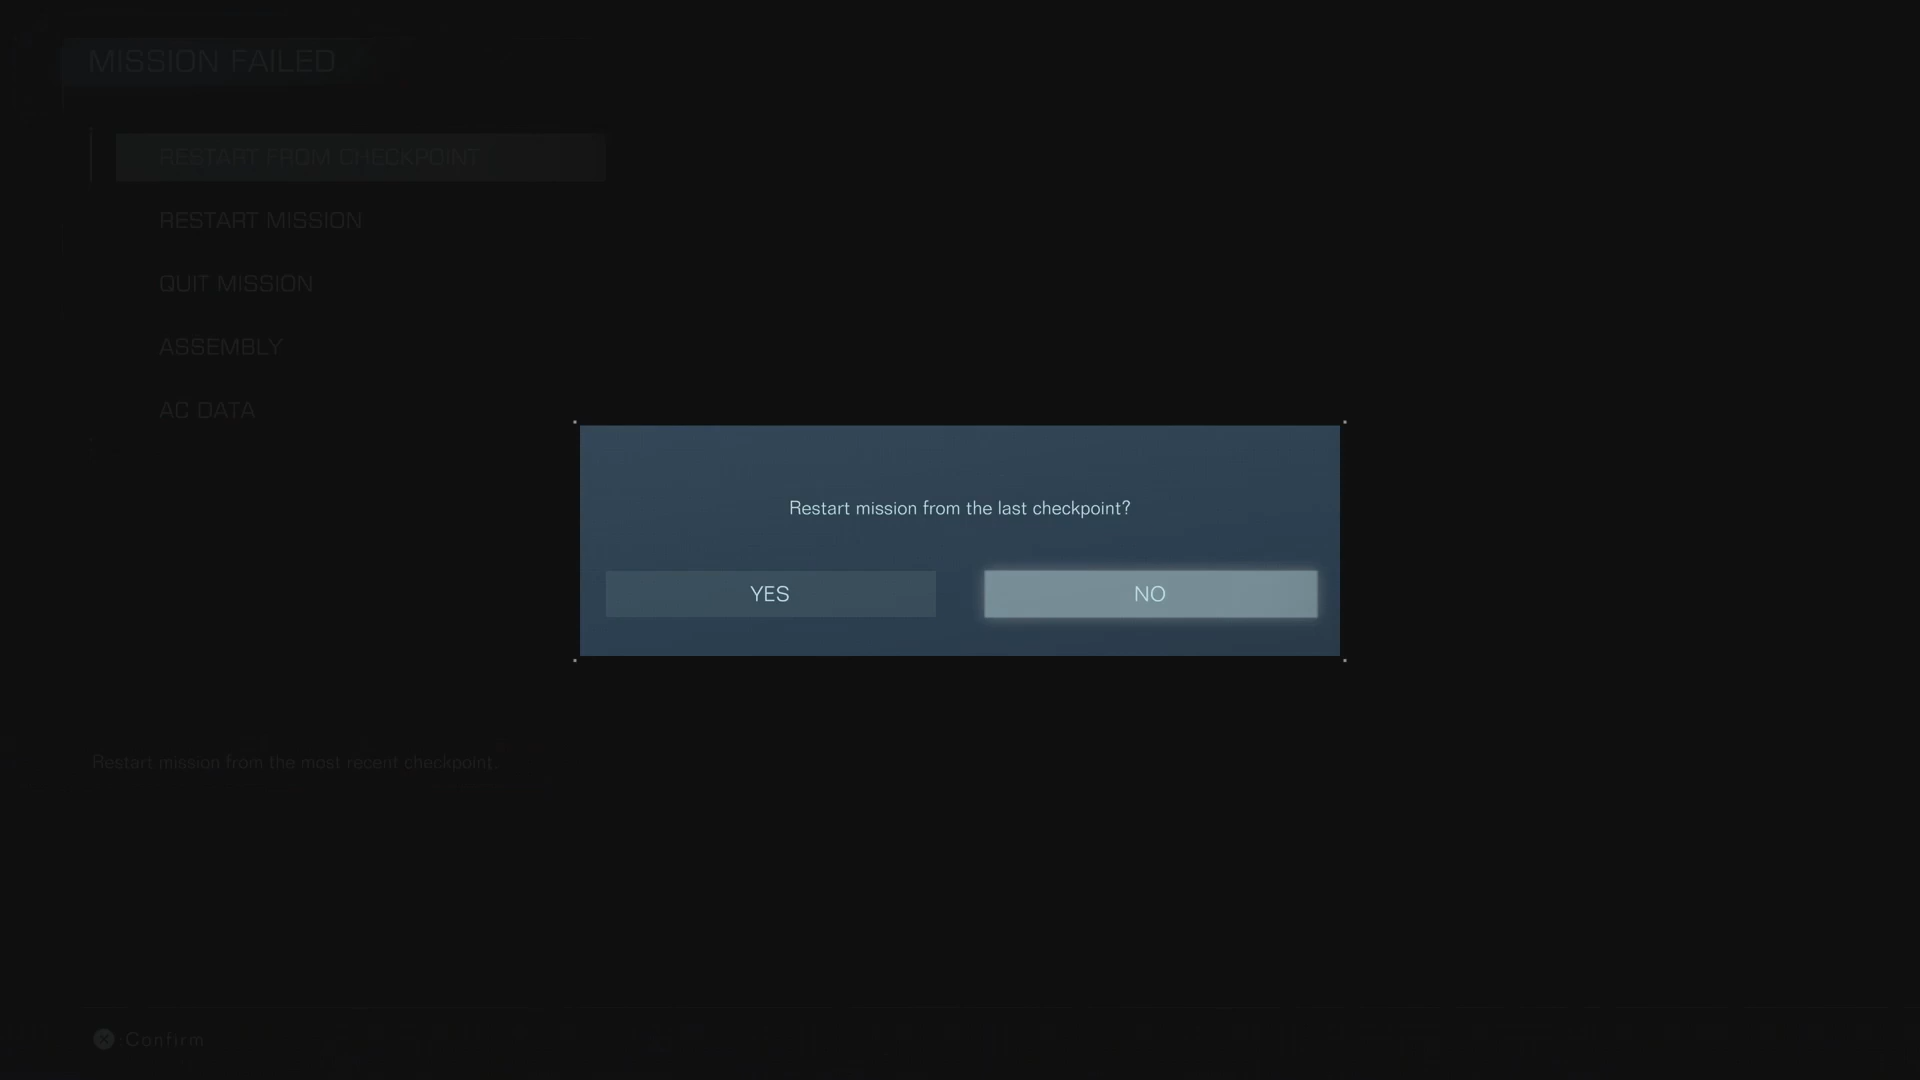 MISSION FAILED
RESTART FROM CHECKPOINT
RESTART MISSION
QUIT MISSION
ASSEMBLY
AC DATA
Restart mission from the last checkpoint?
YES
NO
Restart mission from the most recent checkpoint.
:Confirm